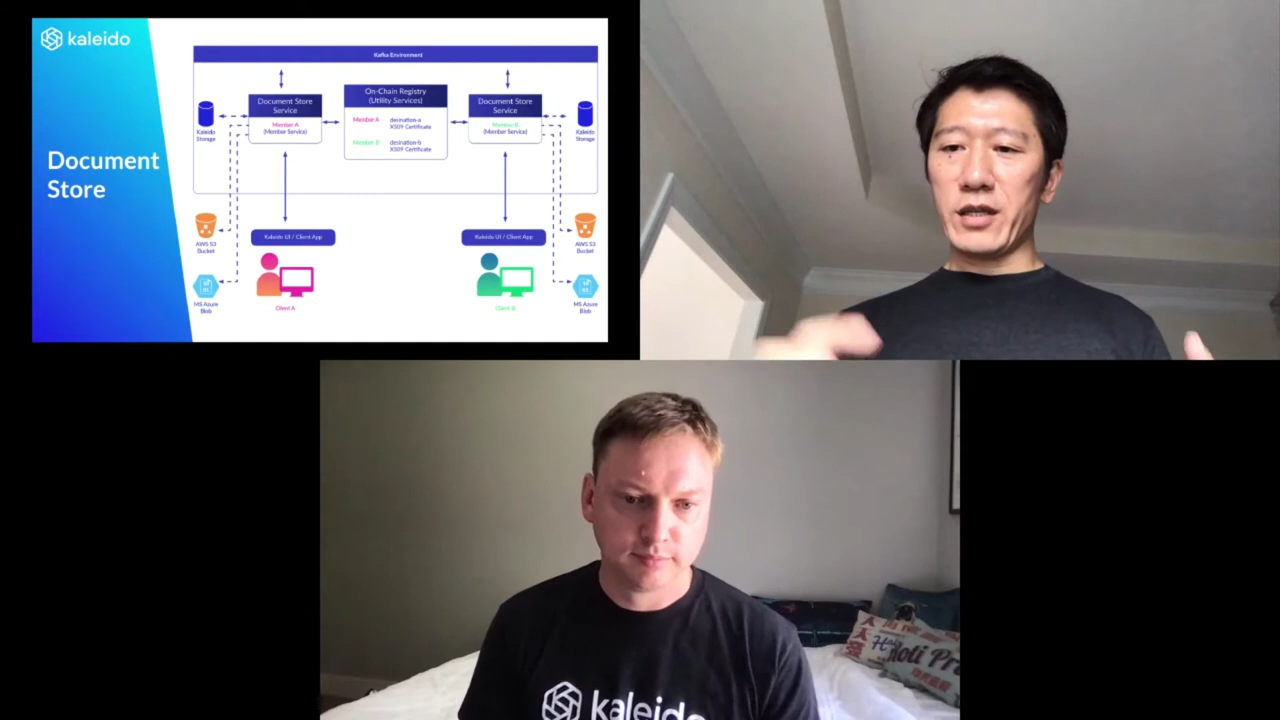 kaleido
Document
Store
Kafka Environment
Document Store
Service
Member A
(Member Service)
On-Chain Registry
(Utility Services)
Member A
desination-a
X509 Certificate
Member B
desination-b
X509 Certificate
Document Store
Service
Member B
(Member Service)
Kaleido
Storage
Kaleido
Storage
AWS S3
Bucket
AWS S3
Bucket
Kaleido UI / Client App
Kaleido UI / Client App
MS Azure
Blob
MS Azure
Blob
Client A
Client B
kaleido